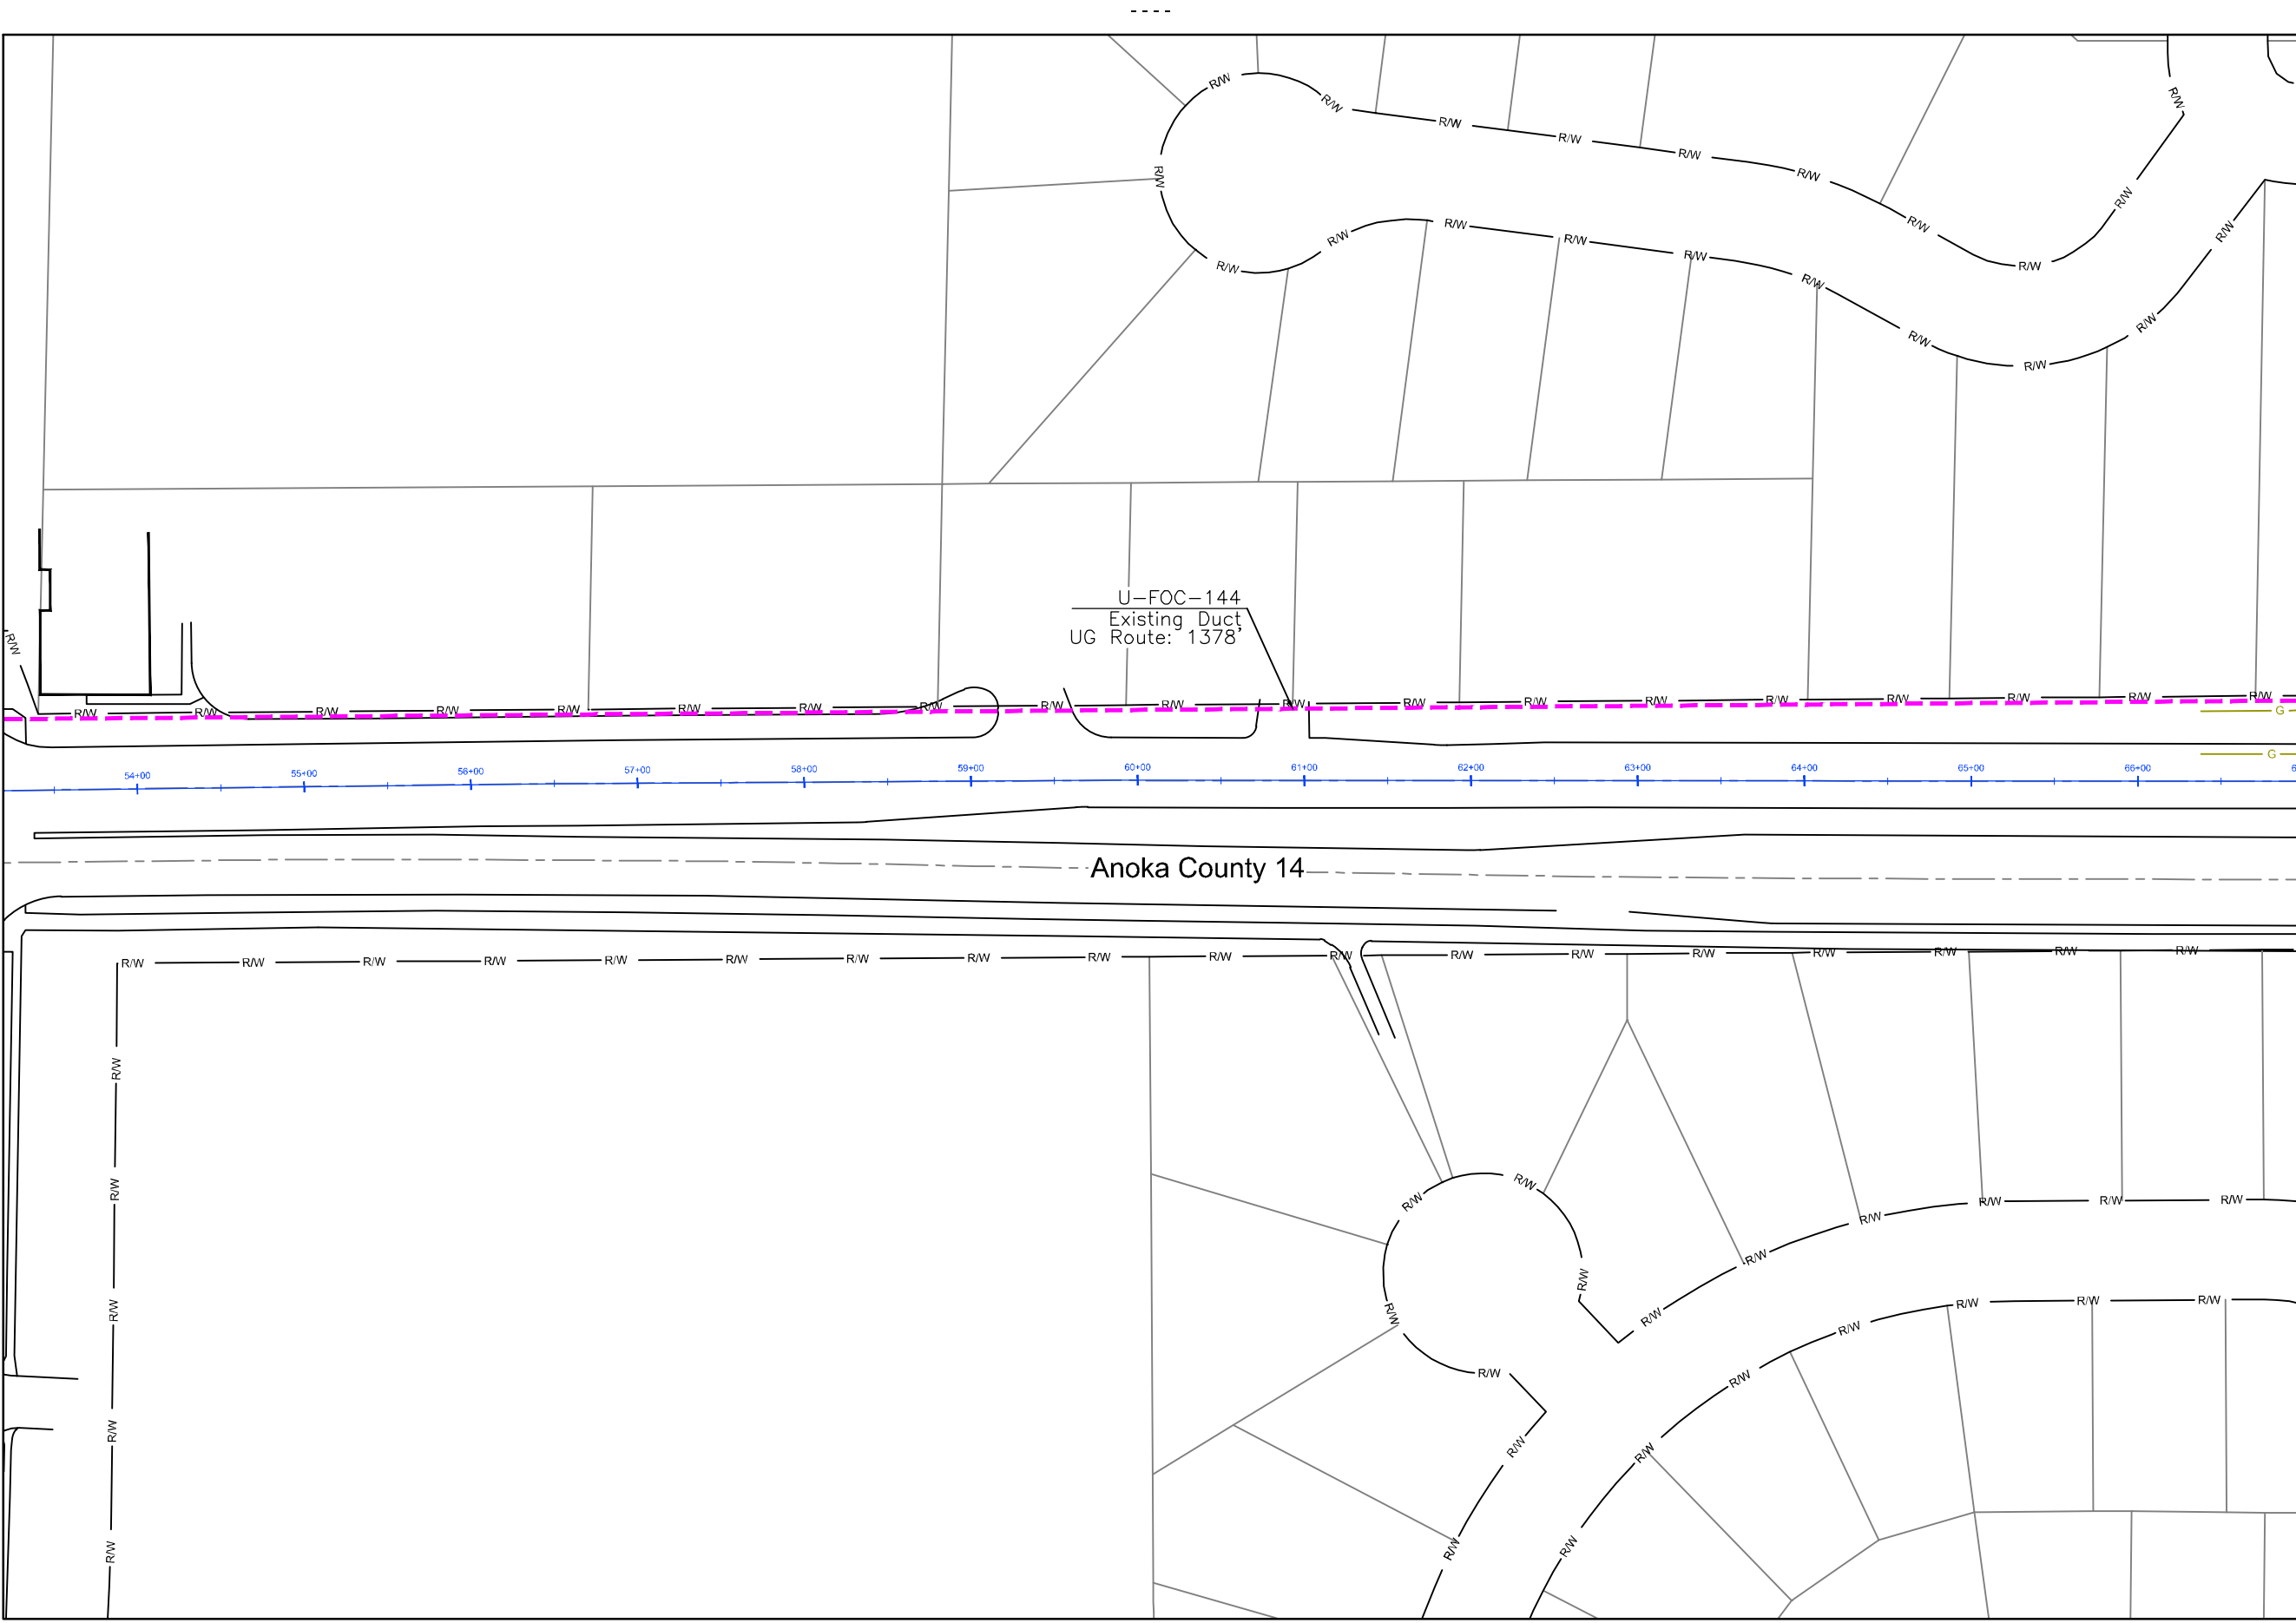 R/W R/W R/W R/W R/W R/W R/W R/W
R/W R/W R/W R/W R/W R/W R/W R/W
R/W R/W R/W R/W R/W R/W R/W
U-FOC-144
Existing Duct
UG Route: 1378'
R/W
R/W R/W R/W R/W R/W R/W R/W R/W R/W R/W R/W R/W R/W R/W R/W R/W R/W R/W R/W
G
G
54+00 55+00 56+00 57+00 58+00 59+00 60+00 61+00 62+00 63+00 64+00 65+00 66+00
Anoka County 14
R/W R/W R/W R/W R/W R/W R/W R/W R/W R/W R/W R/W R/W R/W R/W R/W R/W R/W
R/W
R/W R/W R/W R/W R/W R/W
R/W R/W R/W R/W
R/W R/W R/W R/W R/W R/W
R/W R/W R/W
R/W R/W R/W
R/W R/W R/W